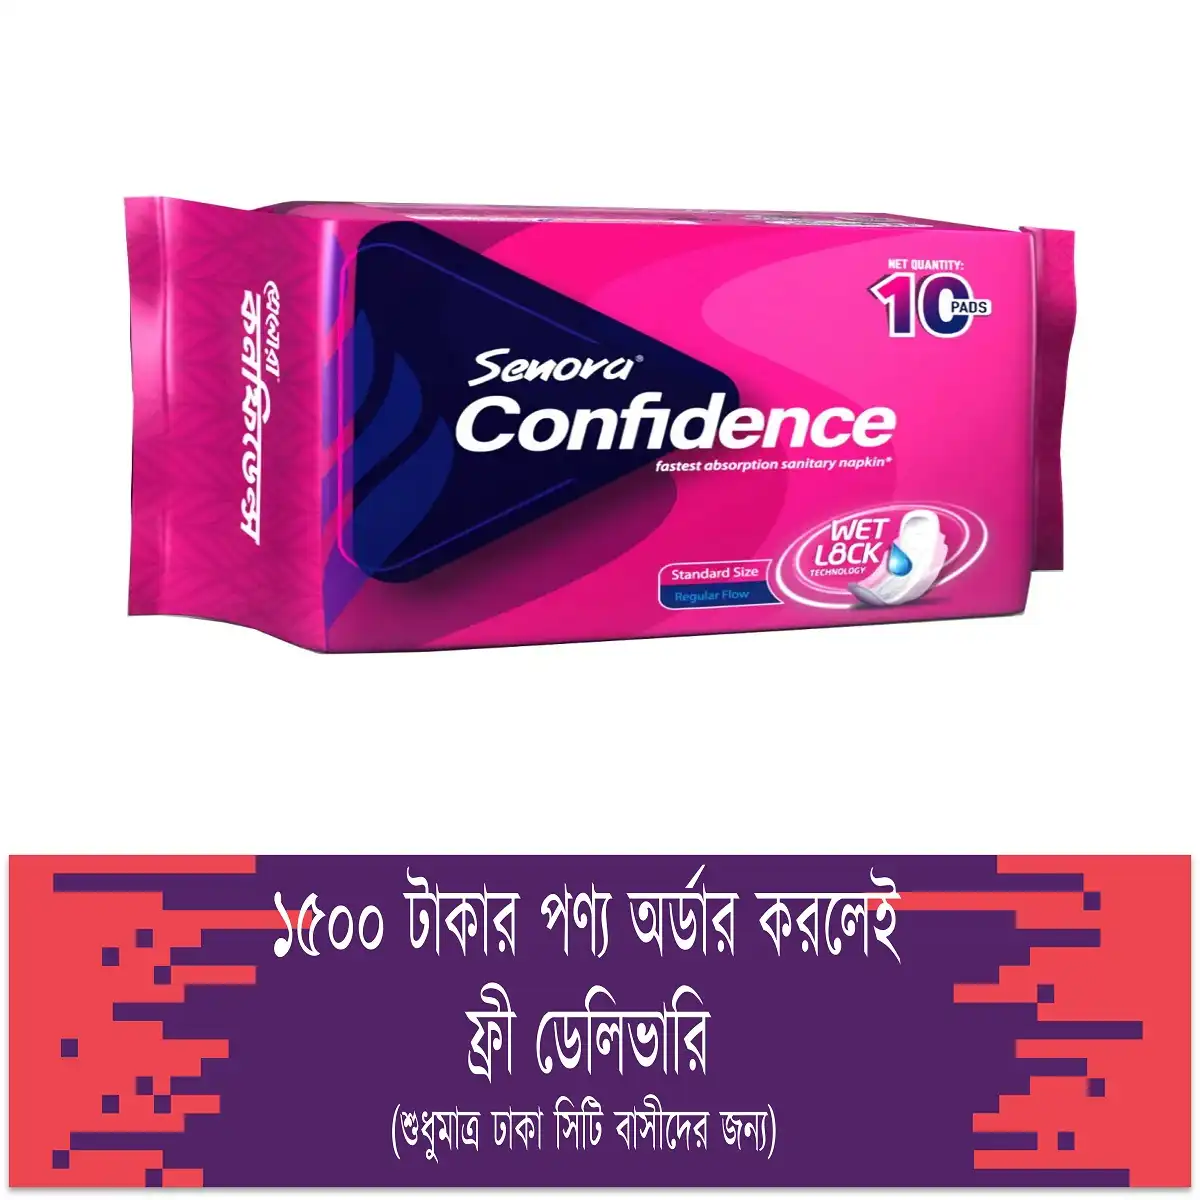 NET QUANTITY:
10 PADS
সেনোরা
কনফিডেন্স
Senora®
Confidence
fastest absorption sanitary napkin*
WET
LOCK
TECHNOLOGY
Standard Size
Regular Flow
১৫০০ টাকার পণ্য অর্ডার করলেই
ফ্রী ডেলিভারি
(শুধুমাত্র ঢাকা সিটি বাসীদের জন্য)